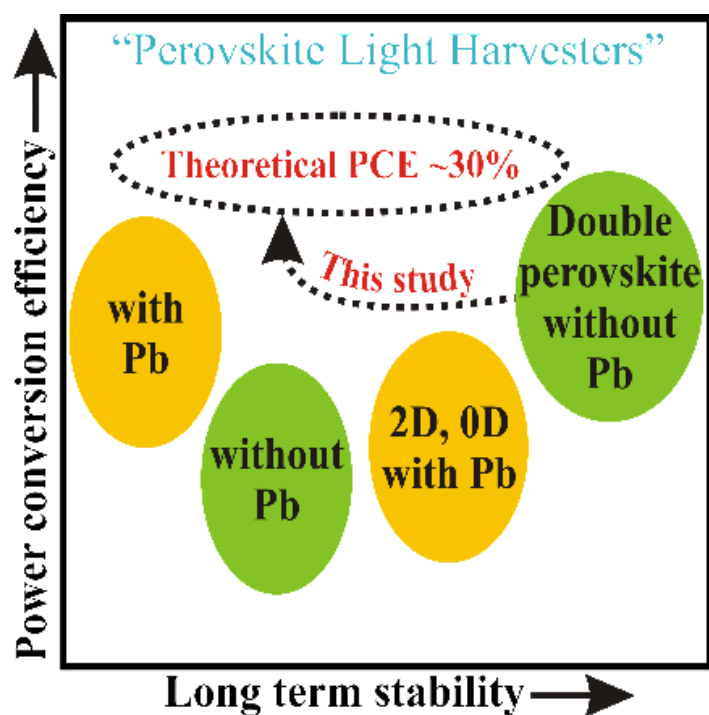 “Perovskite Light Harvesters”
Theoretical PCE ~30%
This study
Double
perovskite
without
Pb
with
Pb
without
Pb
2D, 0D
with Pb
Power conversion efficiency
Long term stability